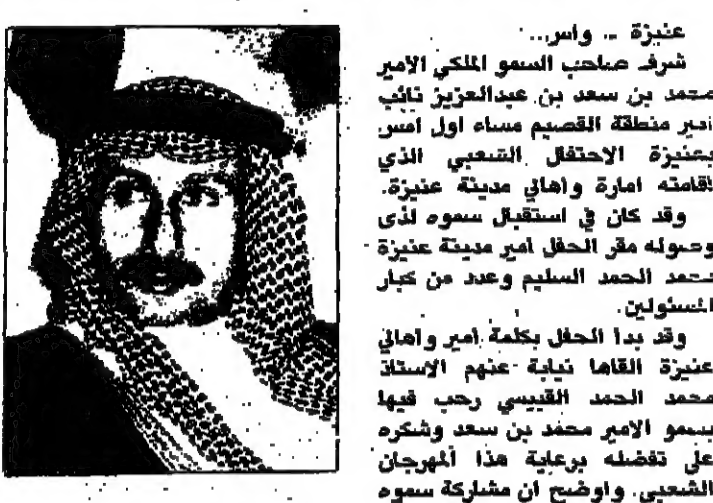 عنيزة .. واس...
شرف صاحب السمو الملكي الامير
محمد بن سعد بن عبدالعزيز نائب
امير منطقة القصيم مساء اول امس
بعنيزة الاحتفال الشعبي الذي
اقامته امارة واهالي مدينة عنيزة.
وقد كان في استقبال سموه لدى
وصوله مقر الحفل امير مدينة عنيزة
محمد الحمد السليم وعدد من كبار
المسئولين.
وقد بدا الحفل بكلمة امير واهالي
عنيزة القاها نيابة عنهم الاستاذ
محمد الحمد القييسي رحب فيها
بسمو الامير محمد بن سعد وشكره
على تفضله برعاية هذا المهرجان
الشعبي. واوضح ان مشاركة سموه